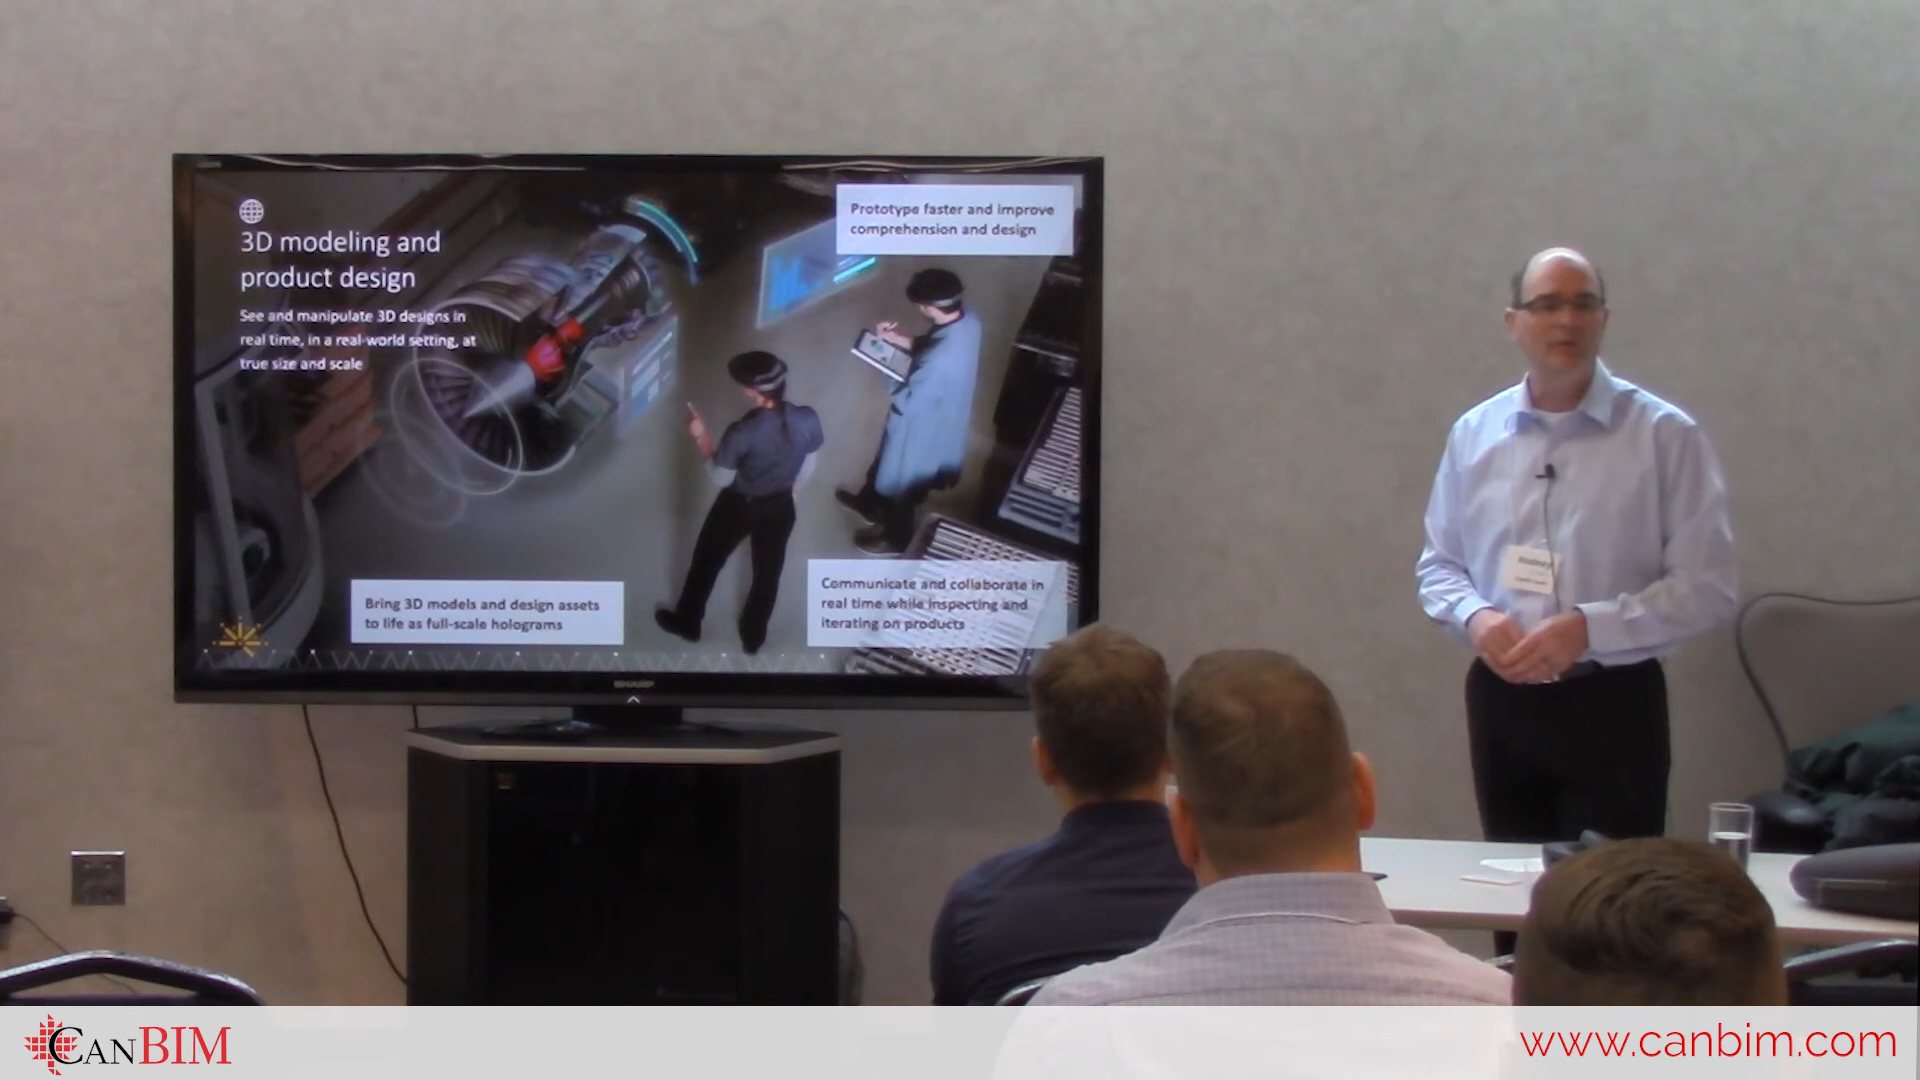 3D modeling and
product design
See and manipulate 3D designs in
real time, in a real-world setting, at
true size and scale
Prototype faster and improve
comprehension and design
Bring 3D models and design assets
to life as full-scale holograms
Communicate and collaborate in
real time while inspecting and
iterating on products
SHARP
CANBIM
www.canbim.com